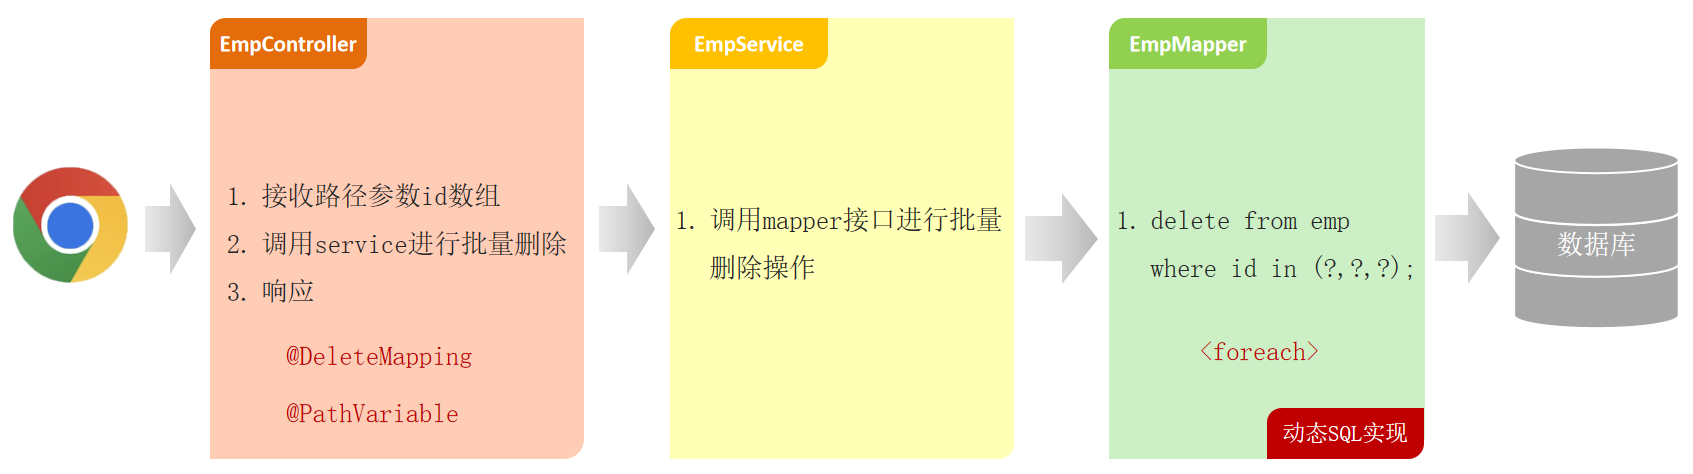 EmpController
1. 接收路径参数id数组
2. 调用service进行批量删除
3. 响应
@DeleteMapping
@PathVariable
EmpService
1. 调用mapper接口进行批量
删除操作
EmpMapper
1. delete from emp
where id in (?,?,?);
<foreach>
动态SQL实现
数据库